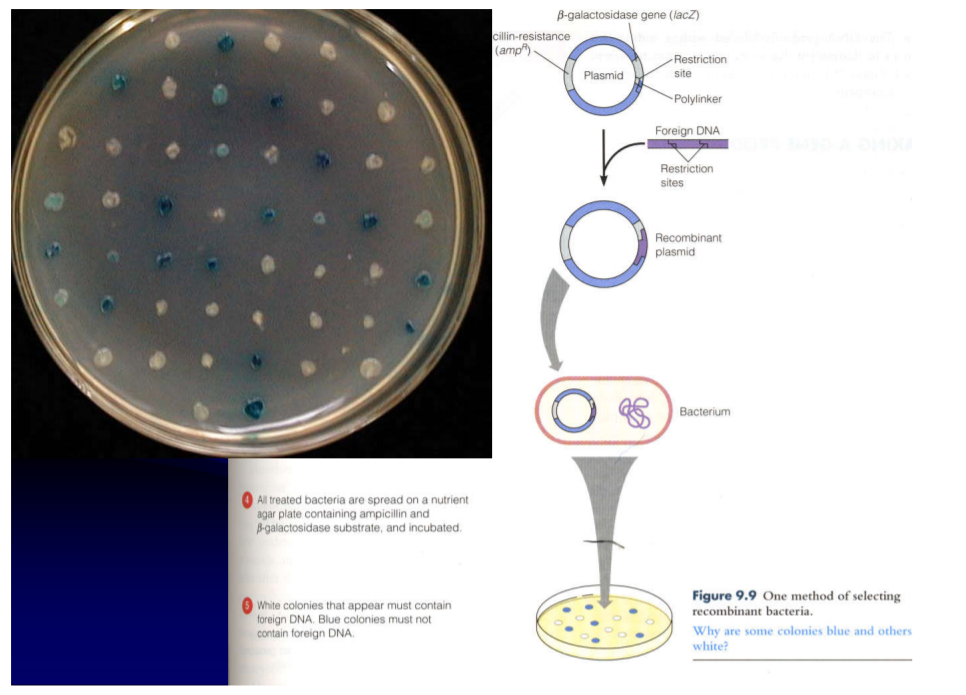 β-galactosidase gene (lacZ)
cillin-resistance
(ampᴿ)
Plasmid
Restriction
site
Polylinker
Foreign DNA
Restriction
sites
Recombinant
plasmid
Bacterium
4 All treated bacteria are spread on a nutrient
agar plate containing ampicillin and
β-galactosidase substrate, and incubated.
5 White colonies that appear must contain
foreign DNA. Blue colonies must not
contain foreign DNA.
Figure 9.9 One method of selecting
recombinant bacteria.
Why are some colonies blue and others
white?